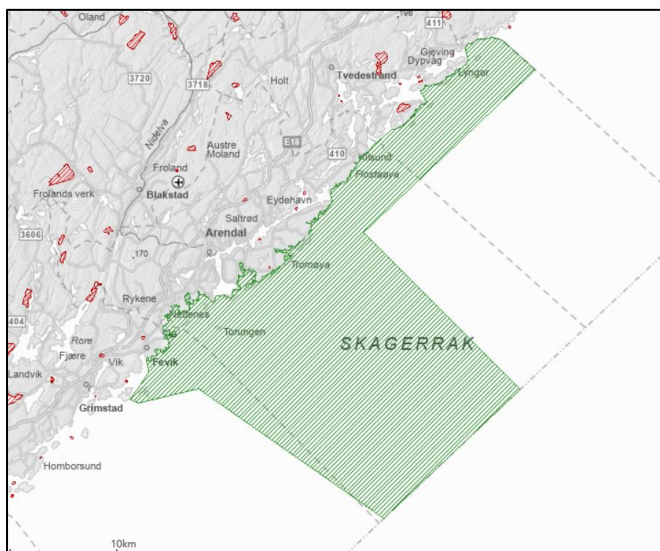 Oland
411
Gjeving
Dypvåg
Tvedestrand
Lyngør
3720
3718
Holt
Nidelva
E18
Austre
Moland
410
Kilsund
Flostaøya
Froland
Blakstad
Frolands verk
Eydehavn
Saltrød
Arendal
3606
170
Tromøya
Rykene
Nedenes
404
Rore
Torungen
SKAGERRAK
Fjære
Vik
Fevik
Landvik
Grimstad
Homborsund
10km